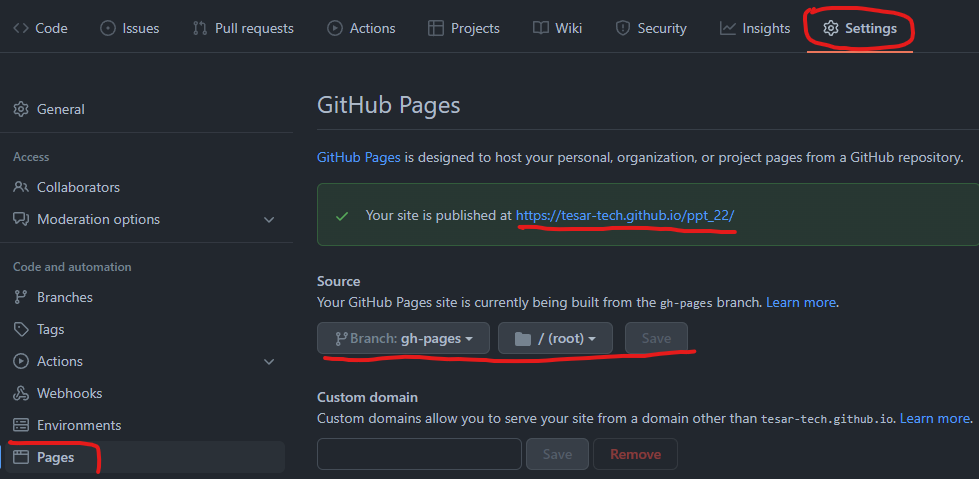 Code Issues Pull requests Actions Projects Wiki Security Insights Settings
General
Access
Collaborators
Moderation options
Code and automation
Branches
Tags
Actions
Webhooks
Environments
Pages
GitHub Pages
GitHub Pages is designed to host your personal, organization, or project pages from a GitHub repository.
Your site is published at https://tesar-tech.github.io/ppt_22/
Source
Your GitHub Pages site is currently being built from the gh-pages branch. Learn more.
Branch: gh-pages / (root) Save
Custom domain
Custom domains allow you to serve your site from a domain other than tesar-tech.github.io. Learn more.
Save Remove